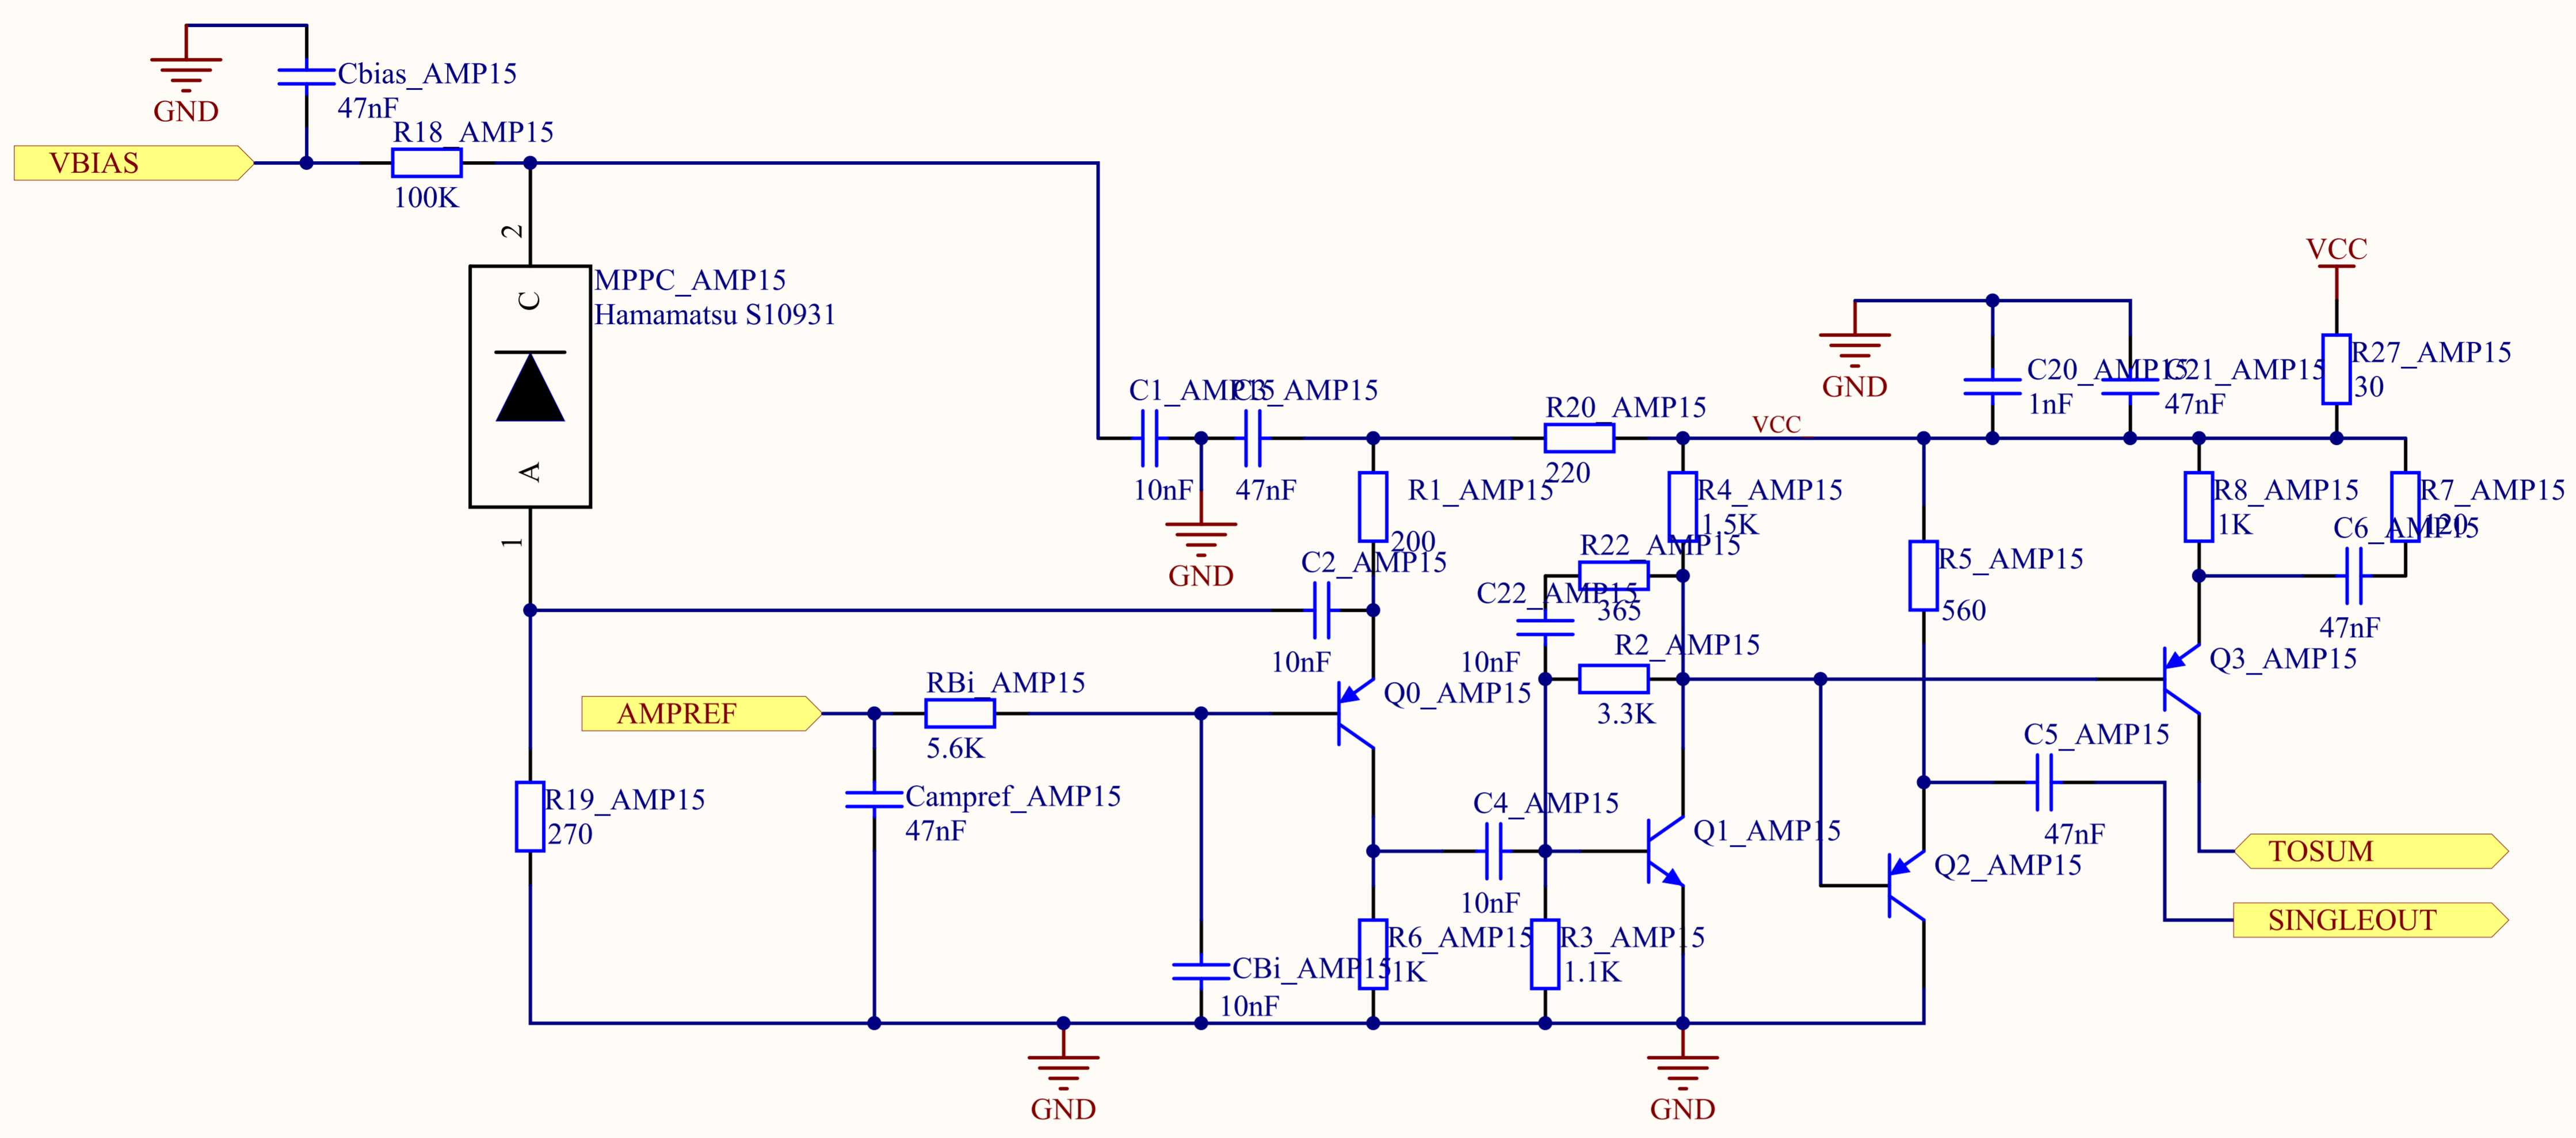 Cbias_AMP15
47nF
GND
R18_AMP15
VBIAS
100K
2
C
A
1
MPPC_AMP15
Hamamatsu S10931
VCC
R27_AMP15
30
C20_AMP15
1nF
C21_AMP15
47nF
GND
C1_AMP15
10nF
C3_AMP15
47nF
GND
R20_AMP15
220
VCC
R1_AMP15
200
R4_AMP15
1.5K
R8_AMP15
1K
R7_AMP15
120
C6_AMP15
47nF
C2_AMP15
10nF
R22_AMP15
365
C22_AMP15
10nF
R5_AMP15
560
R2_AMP15
3.3K
Q3_AMP15
RBi_AMP15
AMPREF
5.6K
Q0_AMP15
C5_AMP15
47nF
R19_AMP15
270
Campref_AMP15
47nF
C4_AMP15
10nF
Q1_AMP15
Q2_AMP15
TOSUM
SINGLEOUT
R6_AMP15
1K
R3_AMP15
1.1K
CBi_AMP15
10nF
GND
GND